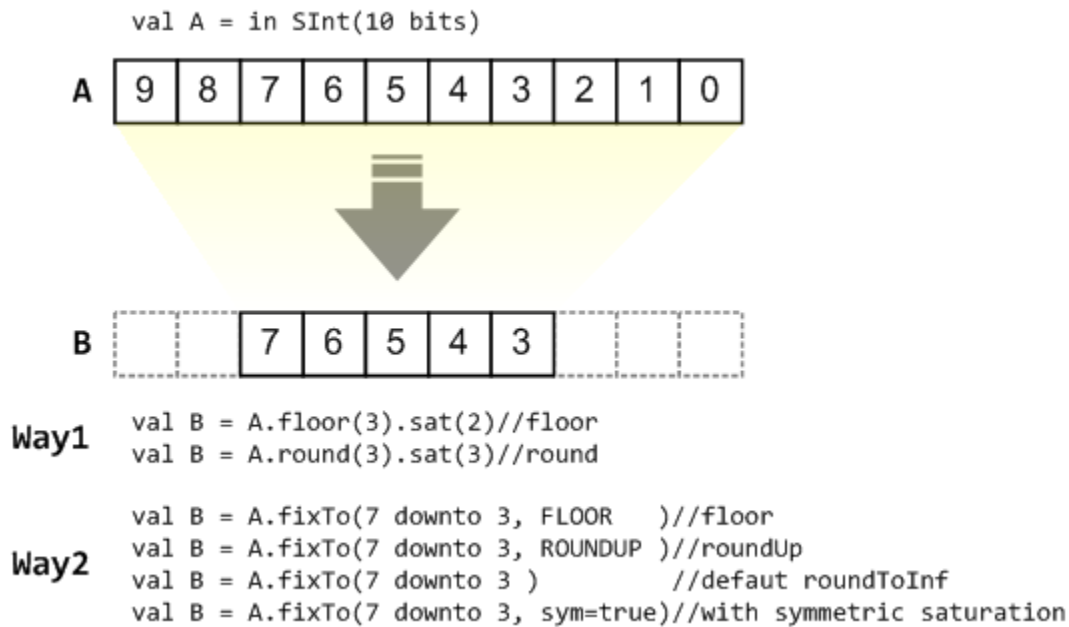 val A = in SInt(10 bits)
A 9 8 7 6 5 4 3 2 1 0
B 7 6 5 4 3
Way1
val B = A.floor(3).sat(2)//floor
val B = A.round(3).sat(3)//round
Way2
val B = A.fixTo(7 downto 3, FLOOR   )//floor
val B = A.fixTo(7 downto 3, ROUNDUP )//roundUp
val B = A.fixTo(7 downto 3 )         //defaut roundToInf
val B = A.fixTo(7 downto 3, sym=true)//with symmetric saturation